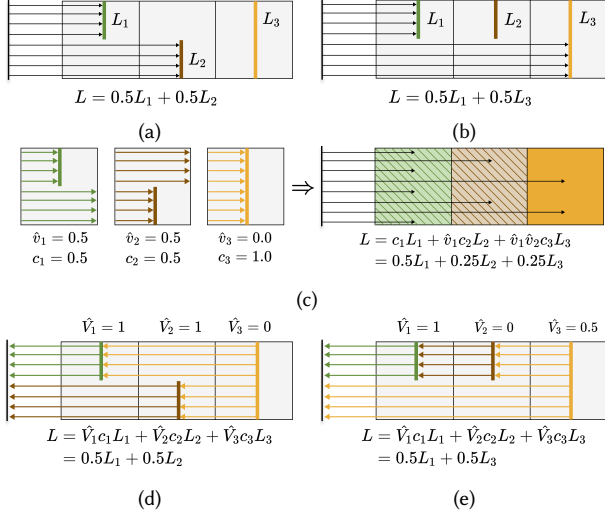 L₁
L₂
L₃
L = 0.5L₁ + 0.5L₂
(a)
L₁
L₂
L₃
L = 0.5L₁ + 0.5L₃
(b)
v̂₁ = 0.5
c₁ = 0.5
v̂₂ = 0.5
c₂ = 0.5
v̂₃ = 0.0
c₃ = 1.0
⇒
L = c₁L₁ + v̂₁c₂L₂ + v̂₁v̂₂c₃L₃
= 0.5L₁ + 0.25L₂ + 0.25L₃
(c)
V̂₁ = 1
V̂₂ = 1
V̂₃ = 0
L = V̂₁c₁L₁ + V̂₂c₂L₂ + V̂₃c₃L₃
= 0.5L₁ + 0.5L₂
(d)
V̂₁ = 1
V̂₂ = 0
V̂₃ = 0.5
L = V̂₁c₁L₁ + V̂₂c₂L₂ + V̂₃c₃L₃
= 0.5L₁ + 0.5L₃
(e)